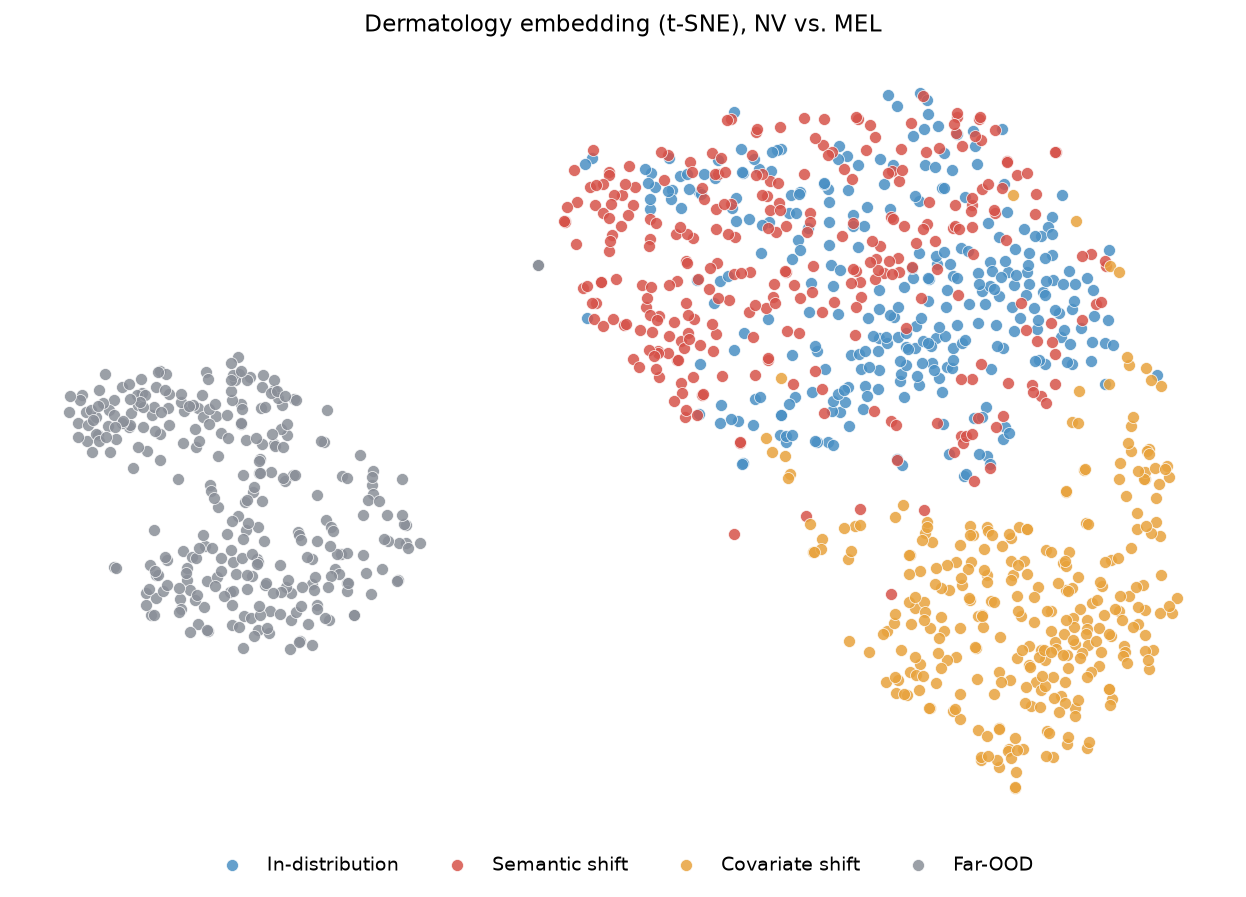 Dermatology embedding (t-SNE), NV vs. MEL
In-distribution Semantic shift Covariate shift Far-OOD